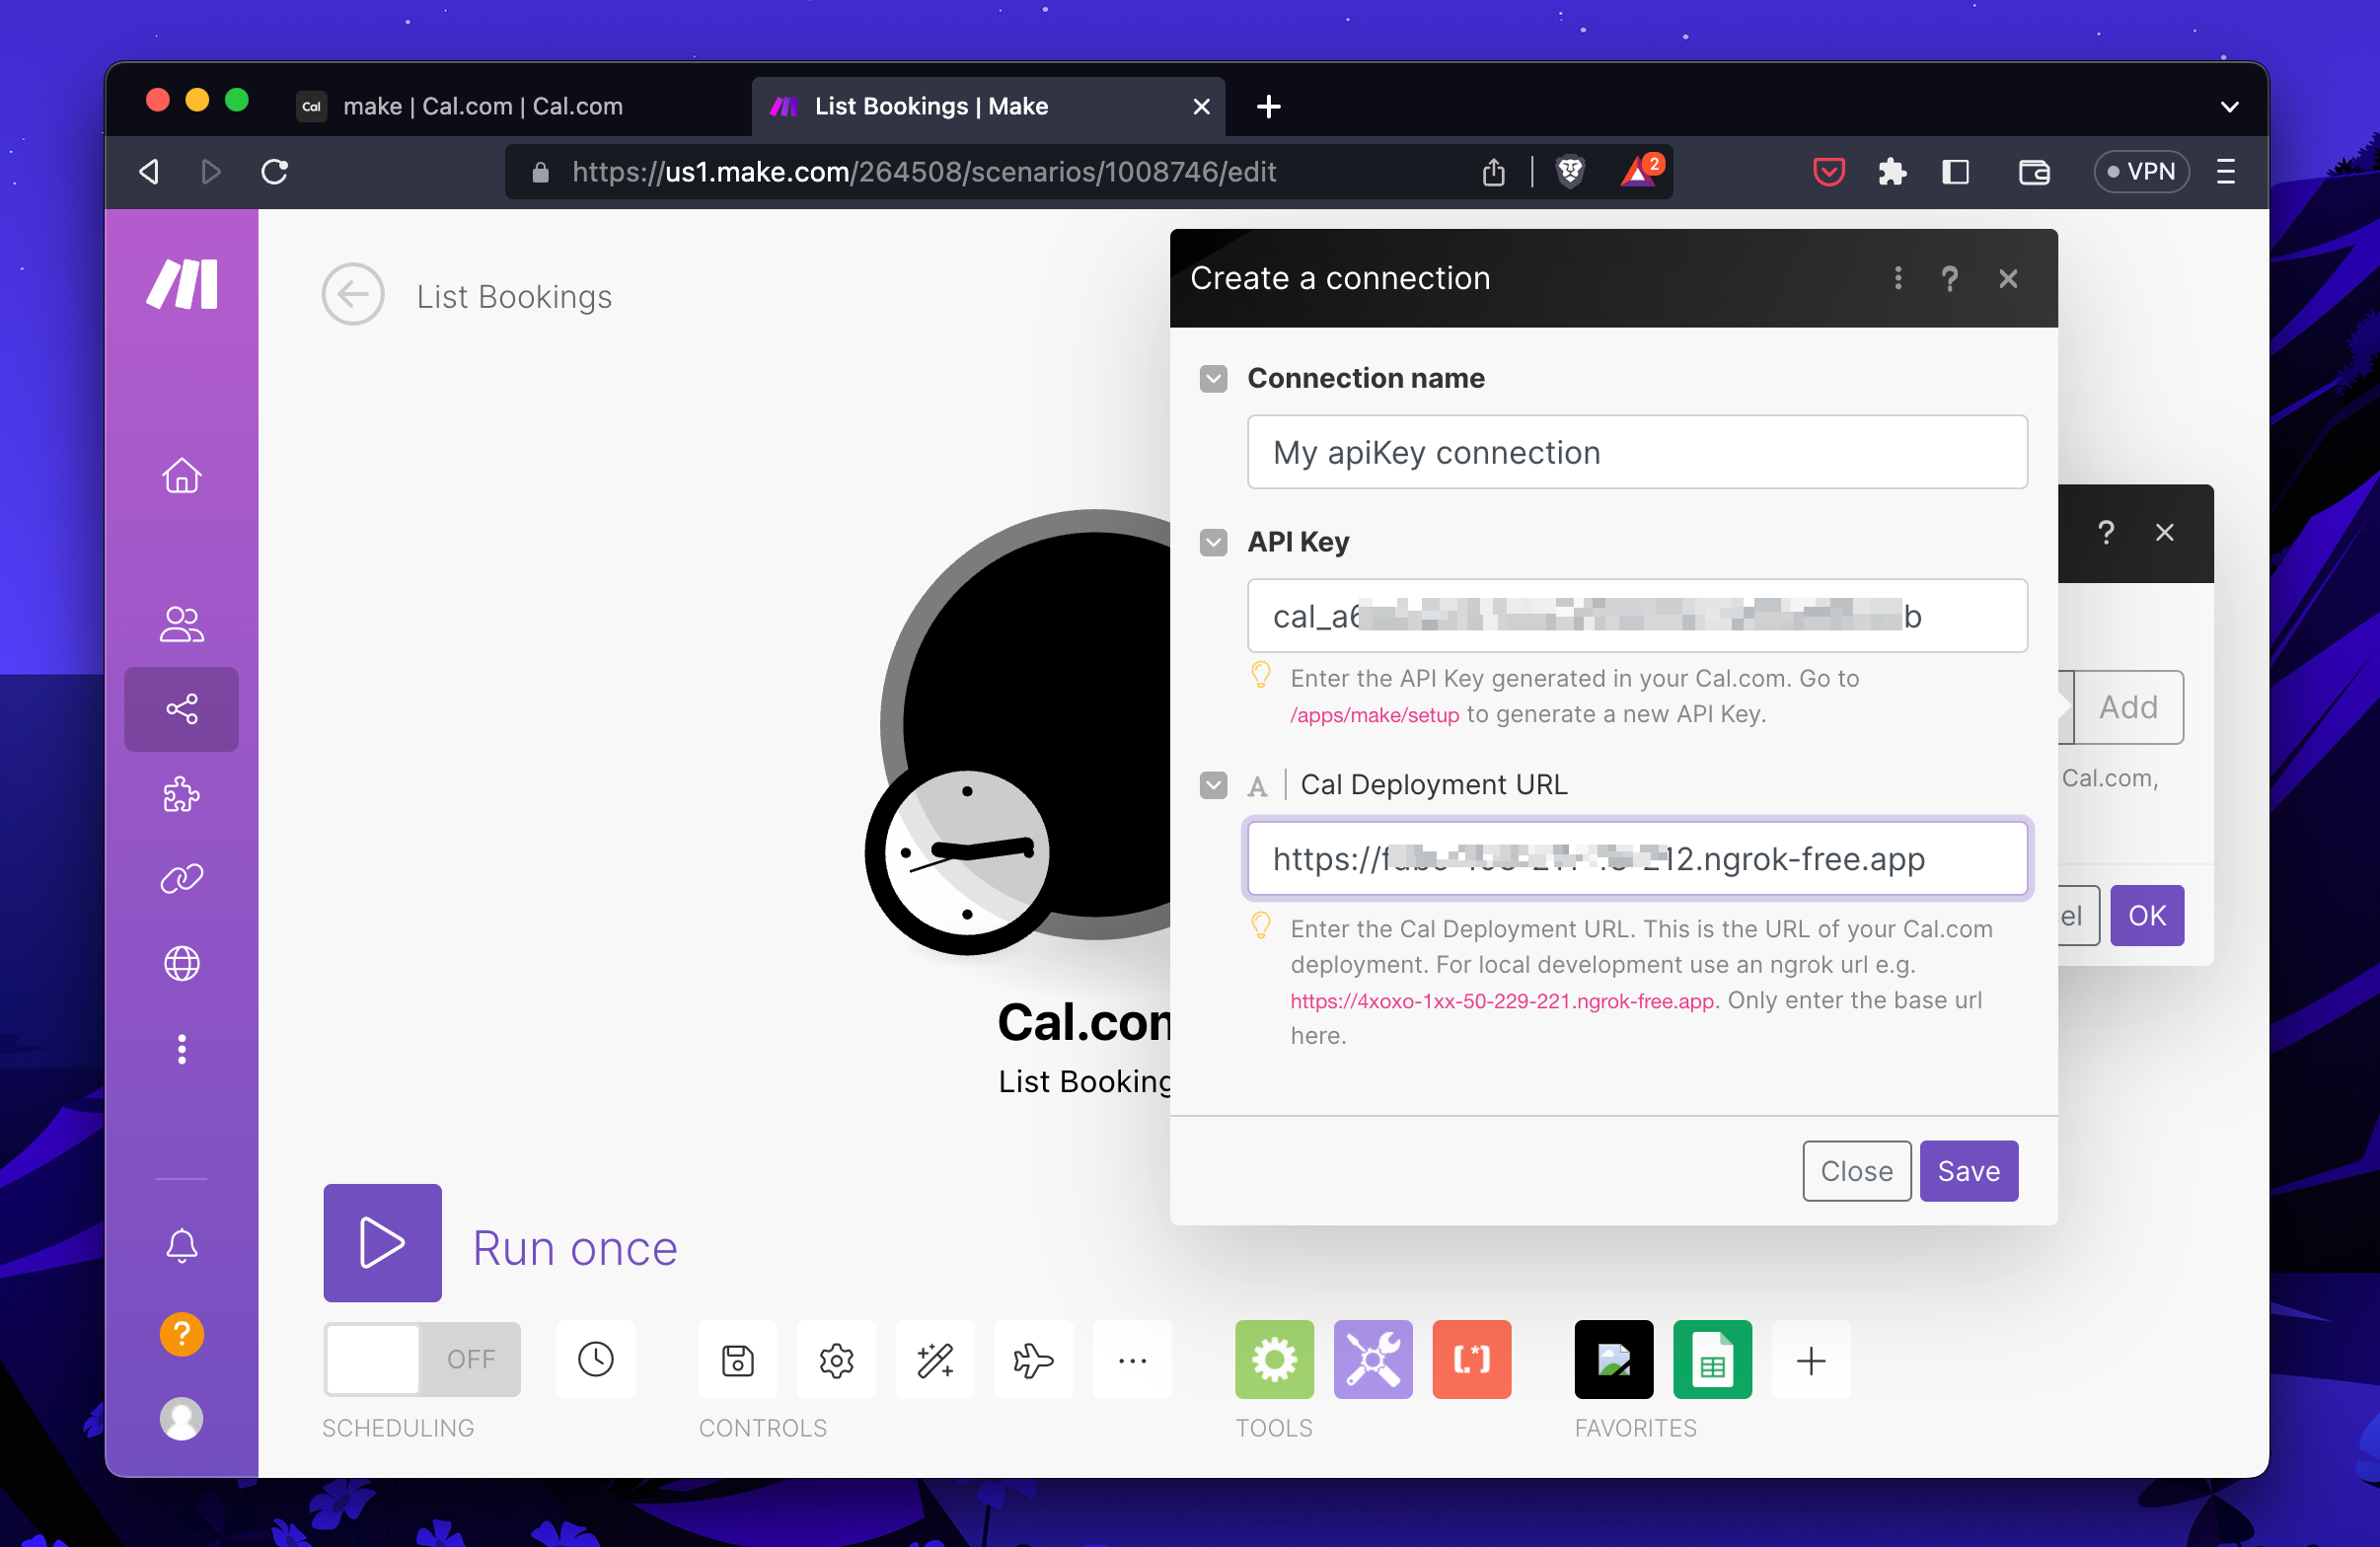 Cal make | Cal.com | Cal.com
List Bookings | Make
https://us1.make.com/264508/scenarios/1008746/edit
2
VPN
List Bookings
Create a connection
?
Connection name
My apiKey connection
API Key
cal_a6 b
Enter the API Key generated in your Cal.com. Go to
/apps/make/setup to generate a new API Key.
A | Cal Deployment URL
https:// 212.ngrok-free.app
Enter the Cal Deployment URL. This is the URL of your Cal.com
deployment. For local development use an ngrok url e.g.
https://4xoxo-1xx-50-229-221.ngrok-free.app. Only enter the base url
here.
Close
Save
?
Add
Cal.com,
el
OK
Cal.com
List Booking
Run once
OFF
SCHEDULING
CONTROLS
[.*]
TOOLS
FAVORITES
?